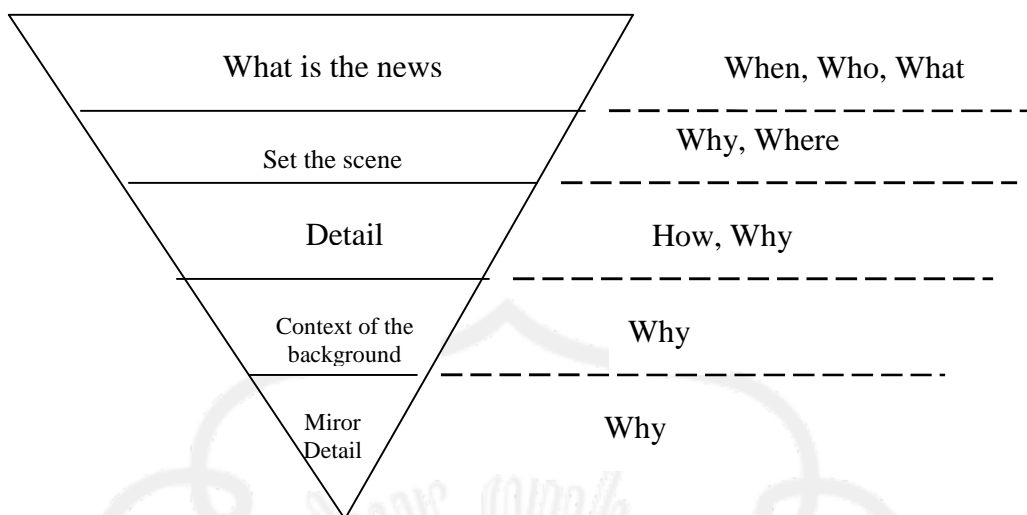 What is the news
When, Who, What
Set the scene
Why, Where
Detail
How, Why
Context of the
background
Why
Miror
Detail
Why